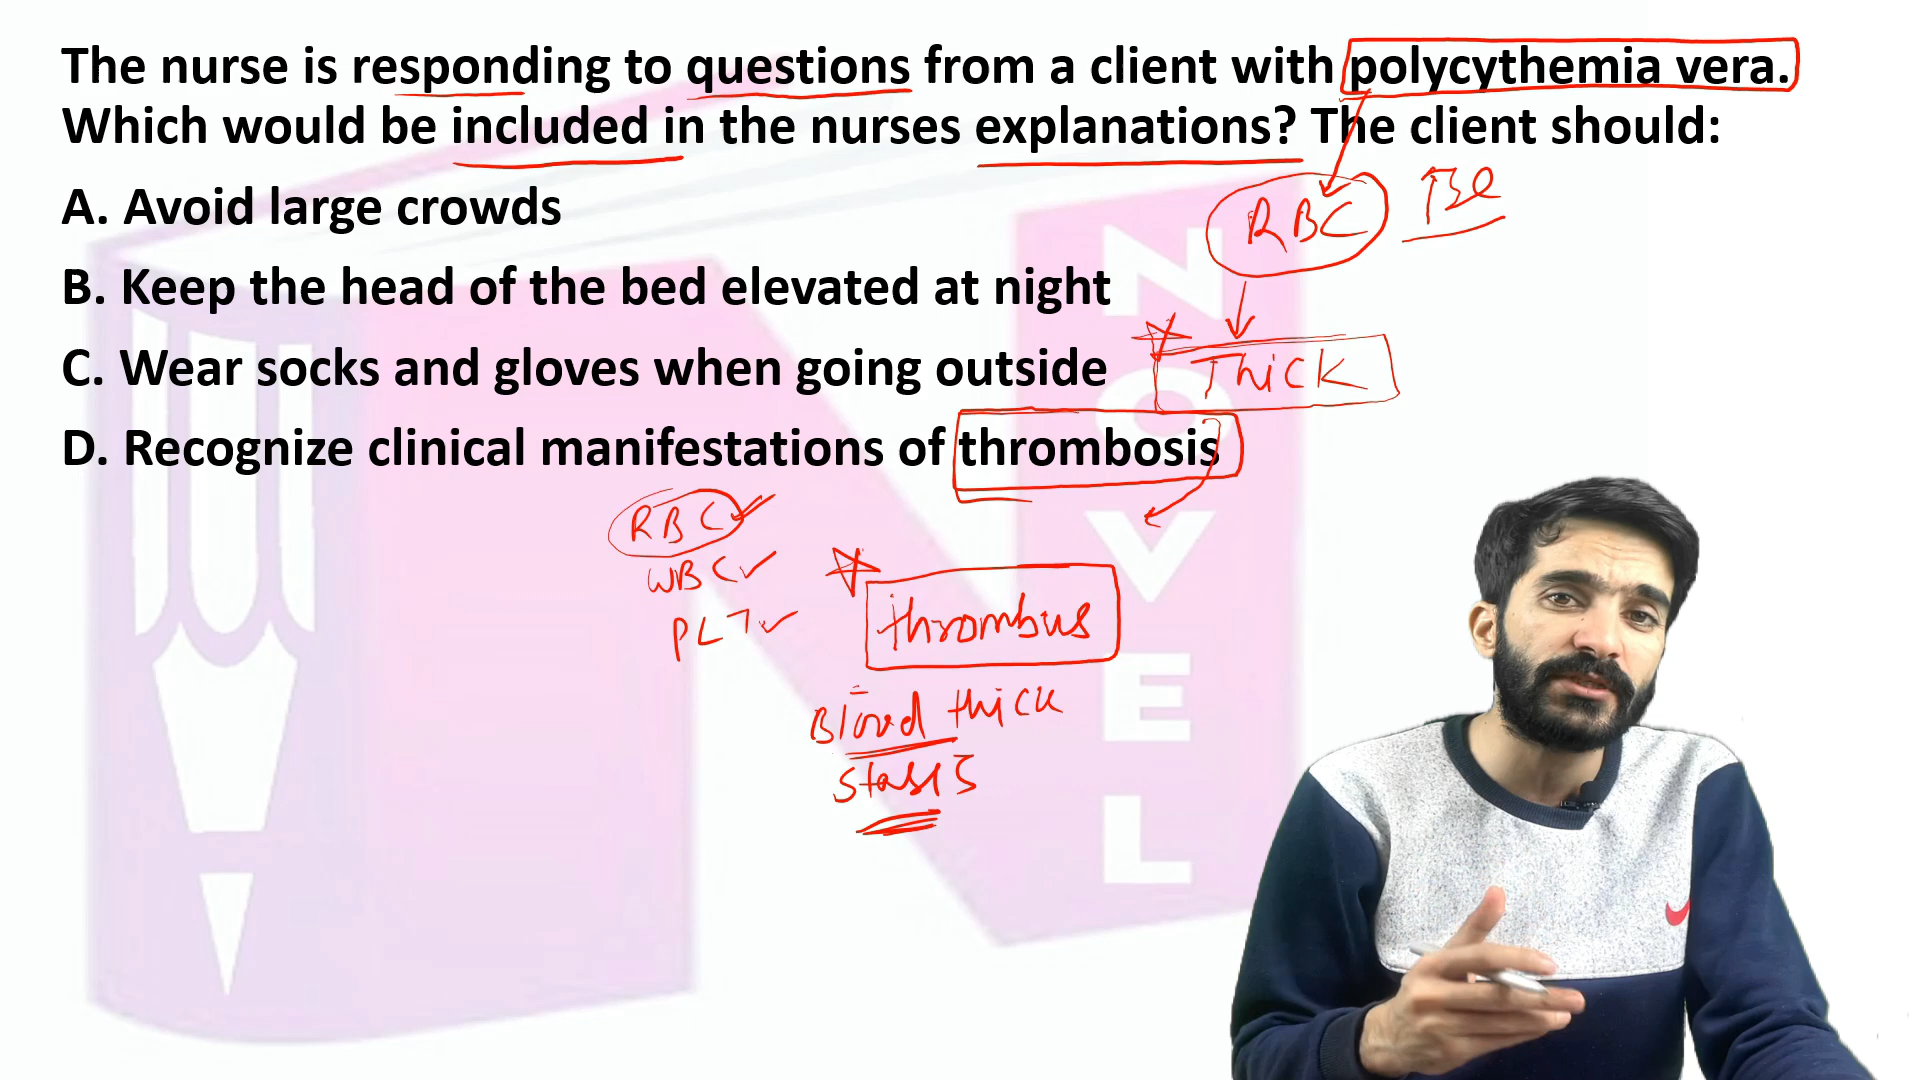 The nurse is responding to questions from a client with polycythemia vera.
Which would be included in the nurses explanations? The client should:
A. Avoid large crowds
RBC
B. Keep the head of the bed elevated at night
C. Wear socks and gloves when going outside
Thick
D. Recognize clinical manifestations of thrombosis
RBC
WBC
PLT
thrombus
Blood thick
stasis
NOVEL